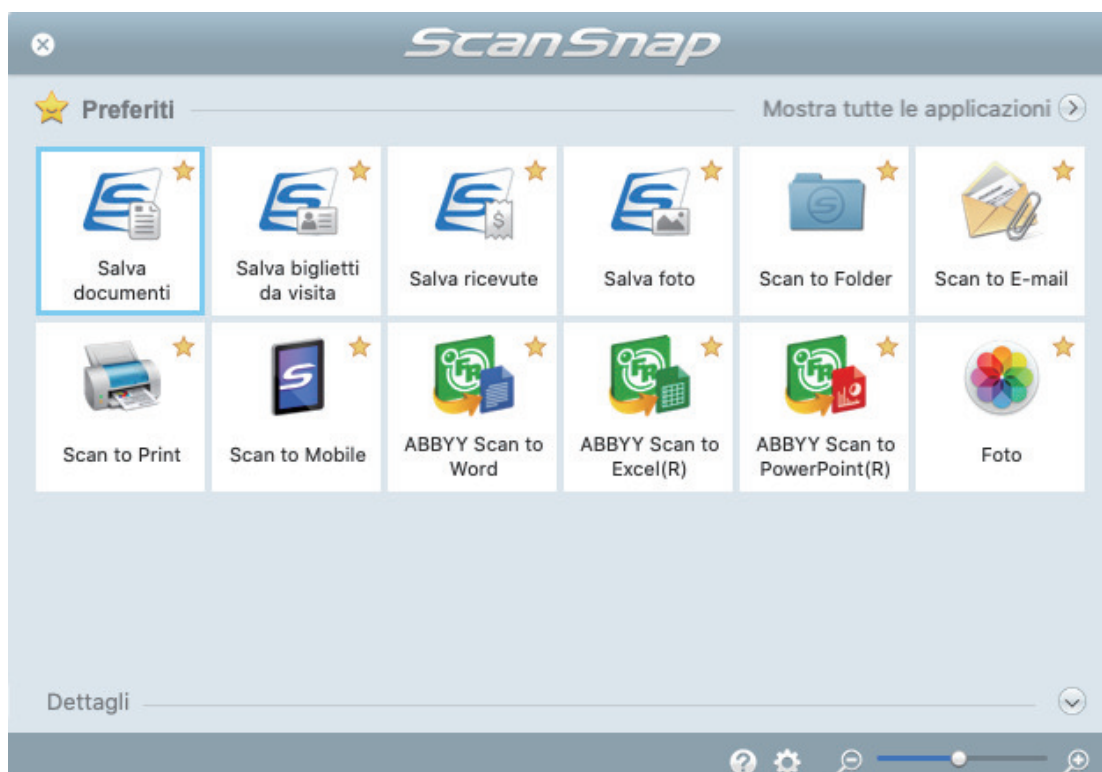 ScanSnap
Preferiti
Mostra tutte le applicazioni
Salva
documenti
Salva biglietti
da visita
Salva ricevute
Salva foto
Scan to Folder
Scan to E-mail
Scan to Print
Scan to Mobile
ABBYY Scan to
Word
ABBYY Scan to
Excel(R)
ABBYY Scan to
PowerPoint(R)
Foto
Dettagli